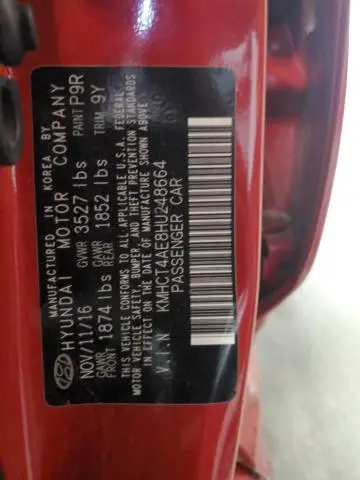 MANUFACTURED IN KOREA BY
HYUNDAI MOTOR COMPANY
NOV/11/16 GVWR 3527 lbs PAINT P9R
GAWR FRONT 1874 lbs GAWR REAR 1852 lbs TRIM 9Y
THIS VEHICLE CONFORMS TO ALL APPLICABLE U.S.A. FEDERAL
MOTOR VEHICLE SAFETY, BUMPER, AND THEFT PREVENTION STANDARDS
IN EFFECT ON THE DATE OF MANUFACTURE SHOWN ABOVE
V.I.N KMHCT4AE8HU248664
PASSENGER CAR